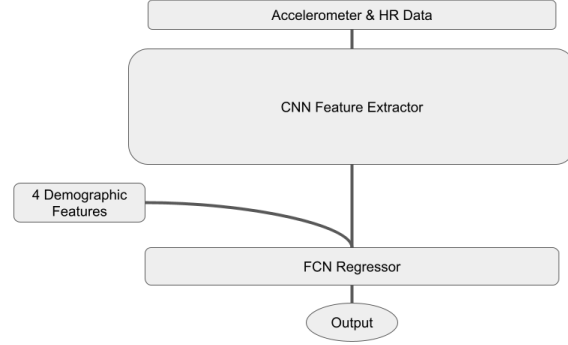 Accelerometer & HR Data
CNN Feature Extractor
4 Demographic
Features
FCN Regressor
Output